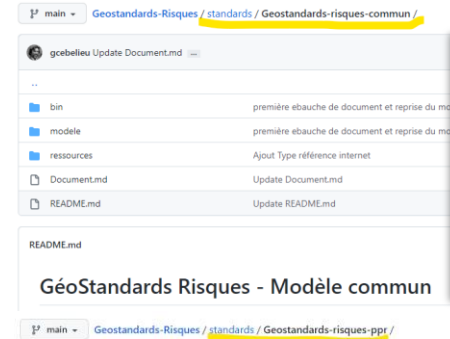 main Geostandards-Risques / standards / Geostandards-risques-commun /
gcebelieu Update Document.md ...
..
bin première ébauche de document et reprise du mo
modele première ébauche de document et reprise du mo
ressources Ajout Type référence internet
Document.md Update Document.md
README.md Update README.md
README.md
GéoStandards Risques - Modèle commun
main Geostandards-Risques / standards / Geostandards-risques-ppr /